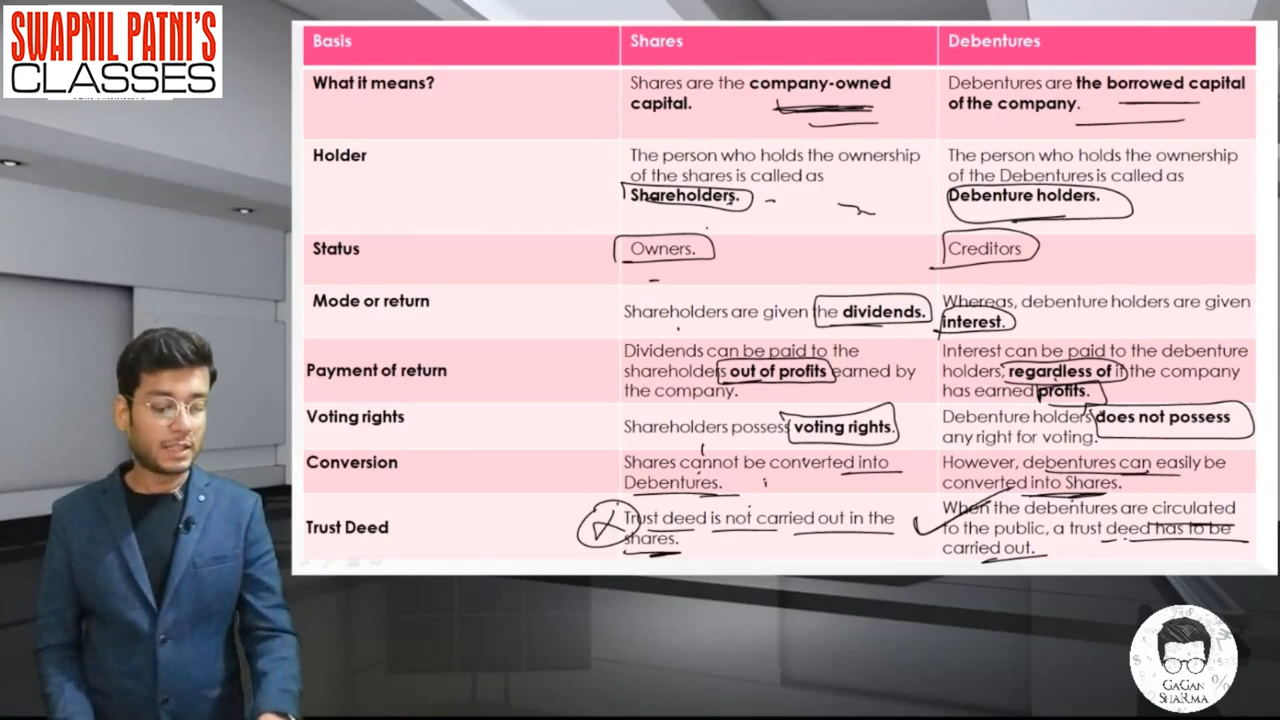 SWAPNIL PATNI'S
CLASSES
Basis
Shares
Debentures
What it means?
Shares are the company-owned
capital.
Debentures are the borrowed capital
of the company.
Holder
The person who holds the ownership
of the shares is called as
Shareholders.
The person who holds the ownership
of the Debentures is called as
Debenture holders.
Status
Owners.
Creditors
Mode or return
Shareholders are given the dividends.
Whereas, debenture holders are given
interest.
Payment of return
Dividends can be paid to the
shareholders out of profits earned by
the company.
Interest can be paid to the debenture
holders, regardless of if the company
has earned profits.
Voting rights
Shareholders possess voting rights.
Debenture holders does not possess
any right for voting.
Conversion
Shares cannot be converted into
Debentures.
However, debentures can easily be
converted into Shares.
Trust Deed
Trust deed is not carried out in the
shares.
When the debentures are circulated
to the public, a trust deed has to be
carried out.
GaGan
SHaRMa